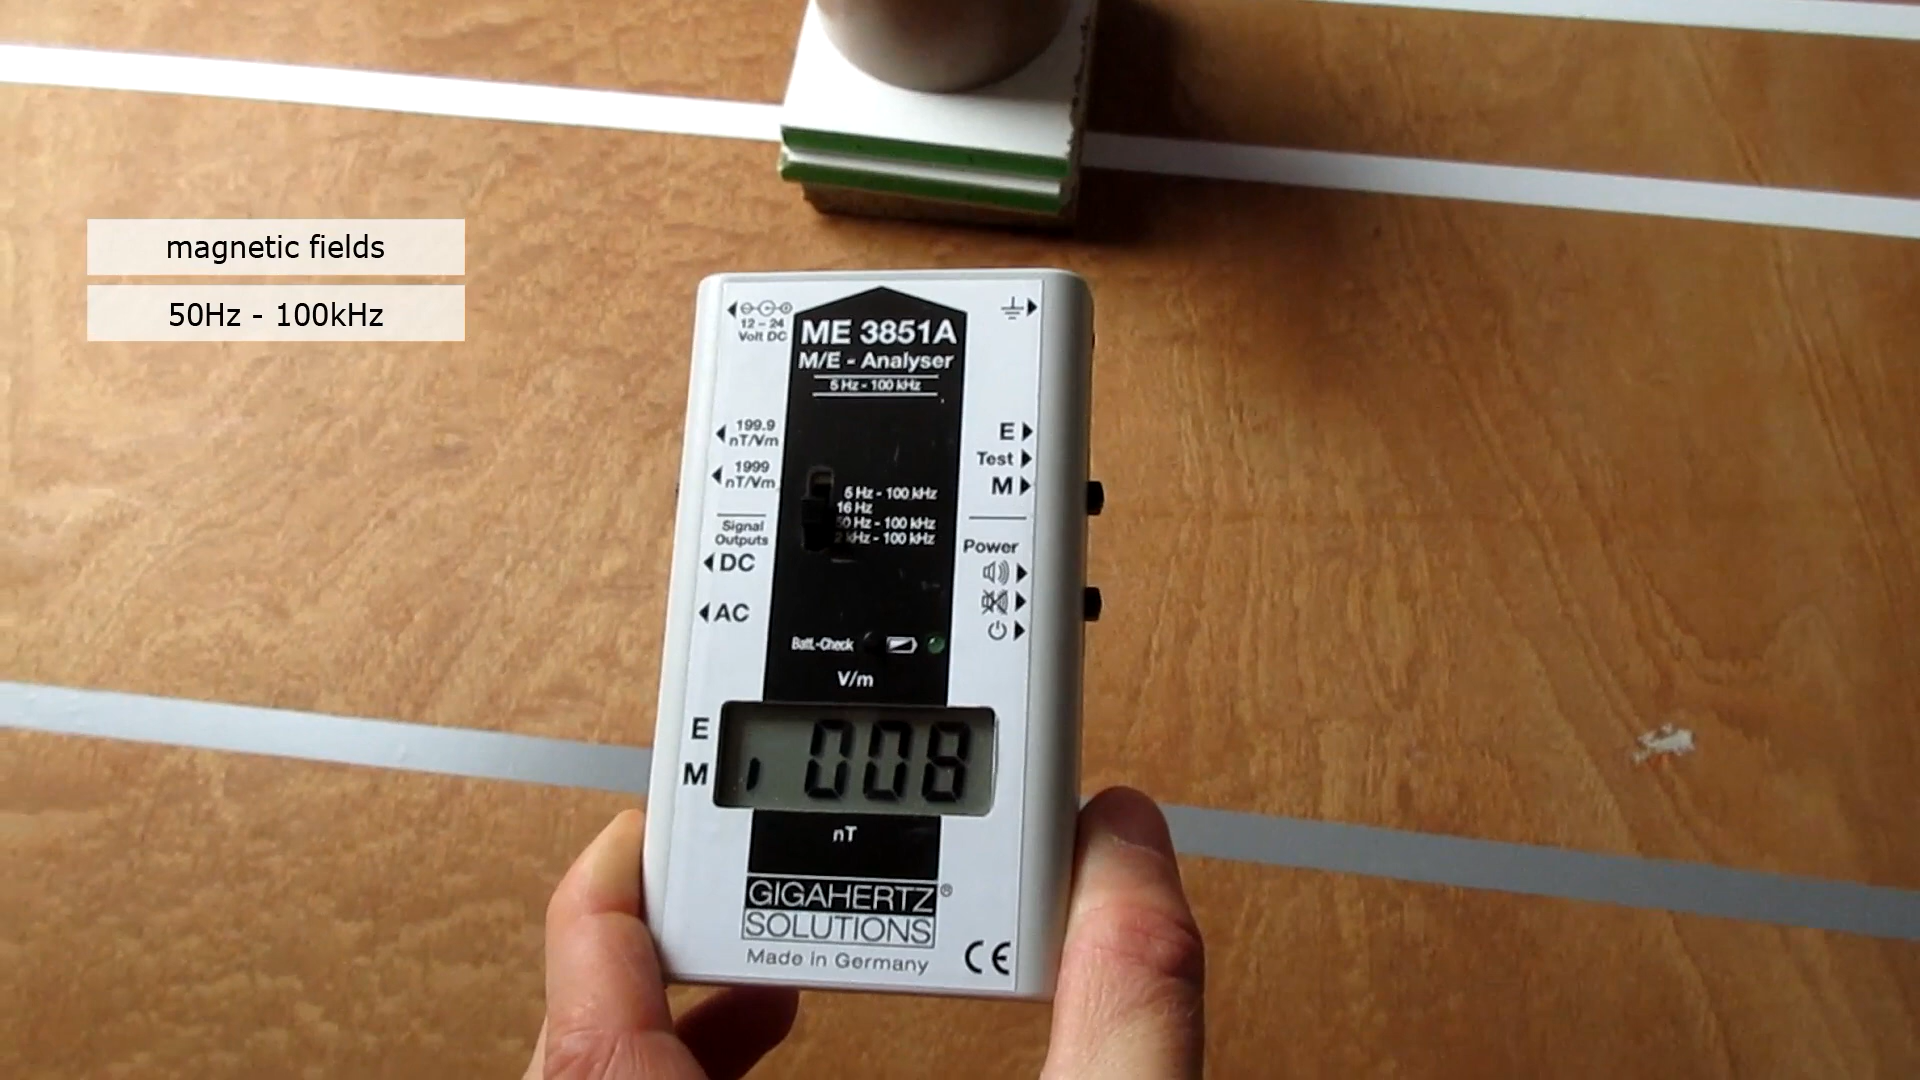 magnetic fields
50Hz - 100kHz
12 – 24
Volt DC
ME 3851A
M/E - Analyser
5 Hz - 100 kHz
199.9
nT/Vm
1999
nT/Vm
Signal
Outputs
DC
AC
5 Hz - 100 kHz
16 Hz
50 Hz - 100 kHz
2 kHz - 100 kHz
E
Test
M
Power
Batt.-Check
V/m
E
M
008
nT
GIGAHERTZ®
SOLUTIONS
Made in Germany
CE